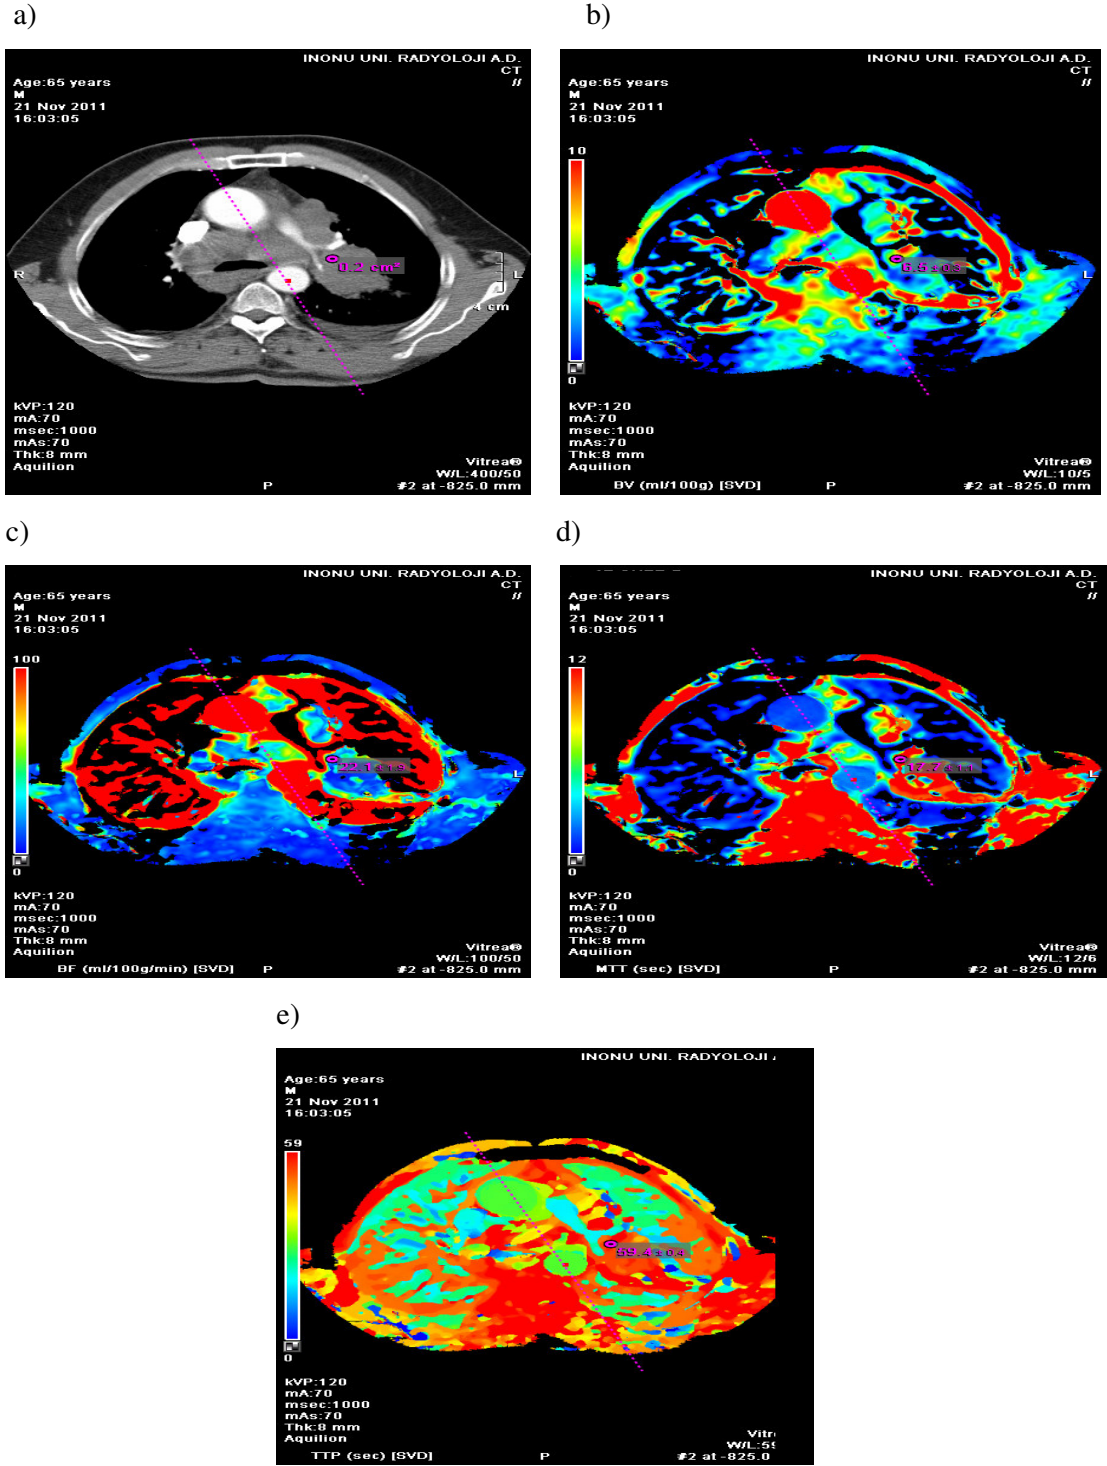 a)
INONU UNI. RADYOLOJI A.D.
CT
//
Age:65 years
M
21 Nov 2011
16:03:05
R
0.2 cm²
L
4 cm
kVP:120
mA:70
msec:1000
mAs:70
Thk:8 mm
Aquilion
Vitrea®
W/L:400/50
P
#2 at -825.0 mm
b)
INONU UNI. RADYOLOJI A.D.
CT
//
Age:65 years
M
21 Nov 2011
16:03:05
10
L
0
kVP:120
mA:70
msec:1000
mAs:70
Thk:8 mm
Aquilion
Vitrea®
W/L:10/5
BV (ml/100g) [SVD]
P
#2 at -825.0 mm
c)
INONU UNI. RADYOLOJI A.D.
CT
//
Age:65 years
M
21 Nov 2011
16:03:05
100
L
0
kVP:120
mA:70
msec:1000
mAs:70
Thk:8 mm
Aquilion
Vitrea®
W/L:100/50
BF (ml/100g/min) [SVD]
P
#2 at -825.0 mm
d)
INONU UNI. RADYOLOJI A.D.
CT
//
Age:65 years
M
21 Nov 2011
16:03:05
12
L
0
kVP:120
mA:70
msec:1000
mAs:70
Thk:8 mm
Aquilion
Vitrea®
W/L:12/6
MTT (sec) [SVD]
P
#2 at -825.0 mm
e)
INONU UNI. RADYOLOJI
Age:65 years
M
21 Nov 2011
16:03:05
59
59.4 ±0.4
0
kVP:120
mA:70
msec:1000
mAs:70
Thk:8 mm
Aquilion
Vitr
W/L:59
TTP (sec) [SVD]
P
#2 at -825.0